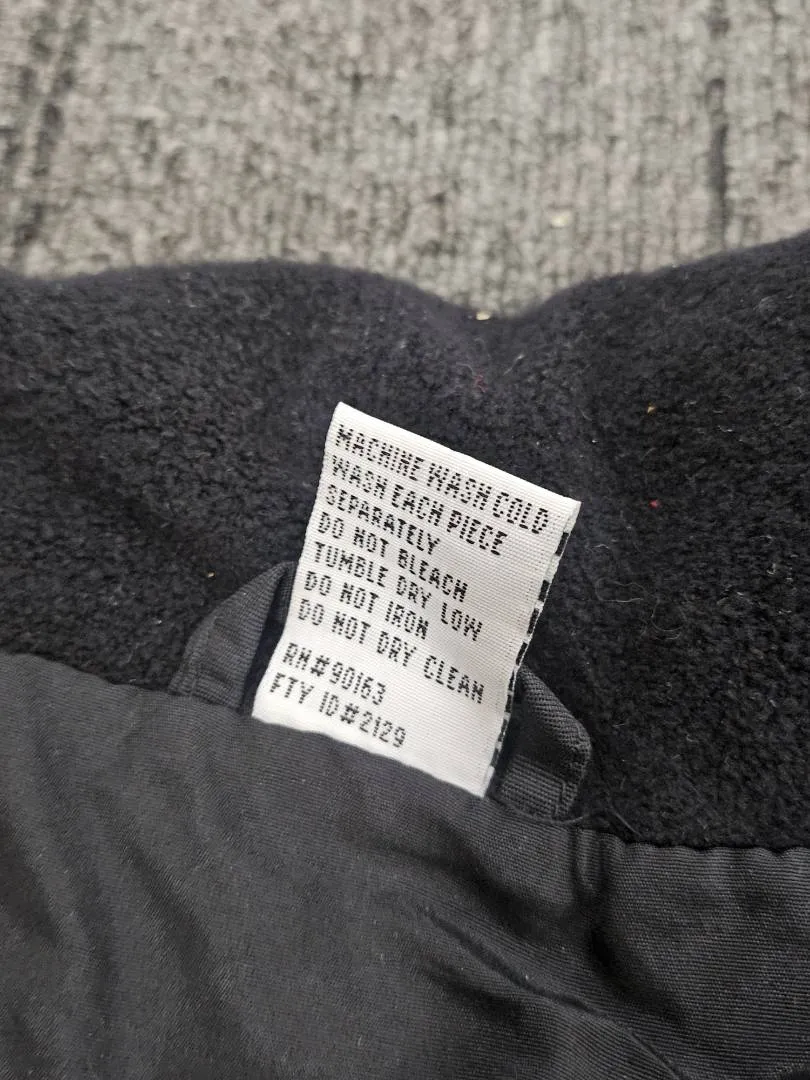 MACHINE WASH COLD
WASH EACH PIECE
SEPARATELY
DO NOT BLEACH
TUMBLE DRY LOW
DO NOT IRON
DO NOT DRY CLEAN
RN#90163
FTY ID#2129